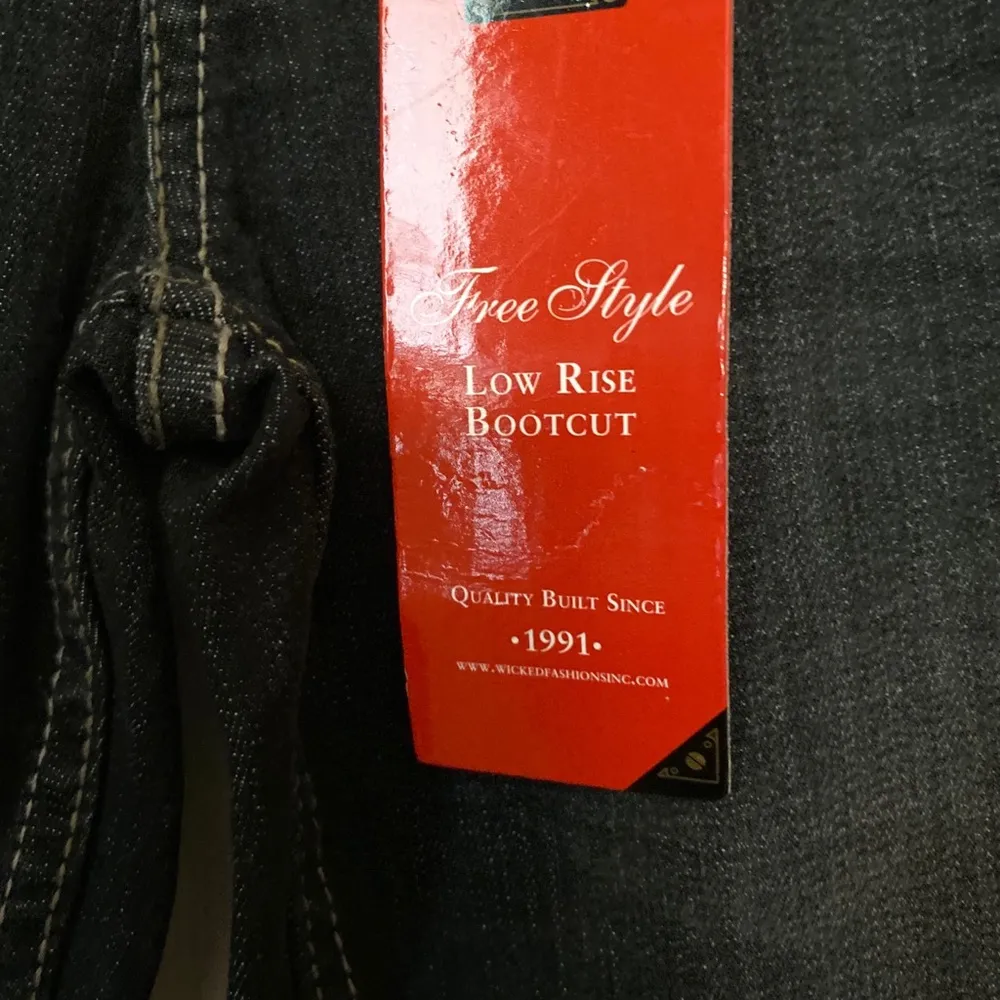 Free Style
LOW RISE
BOOTCUT
QUALITY BUILT SINCE
•1991•
WWW.WICKEDFASHIONSINC.COM